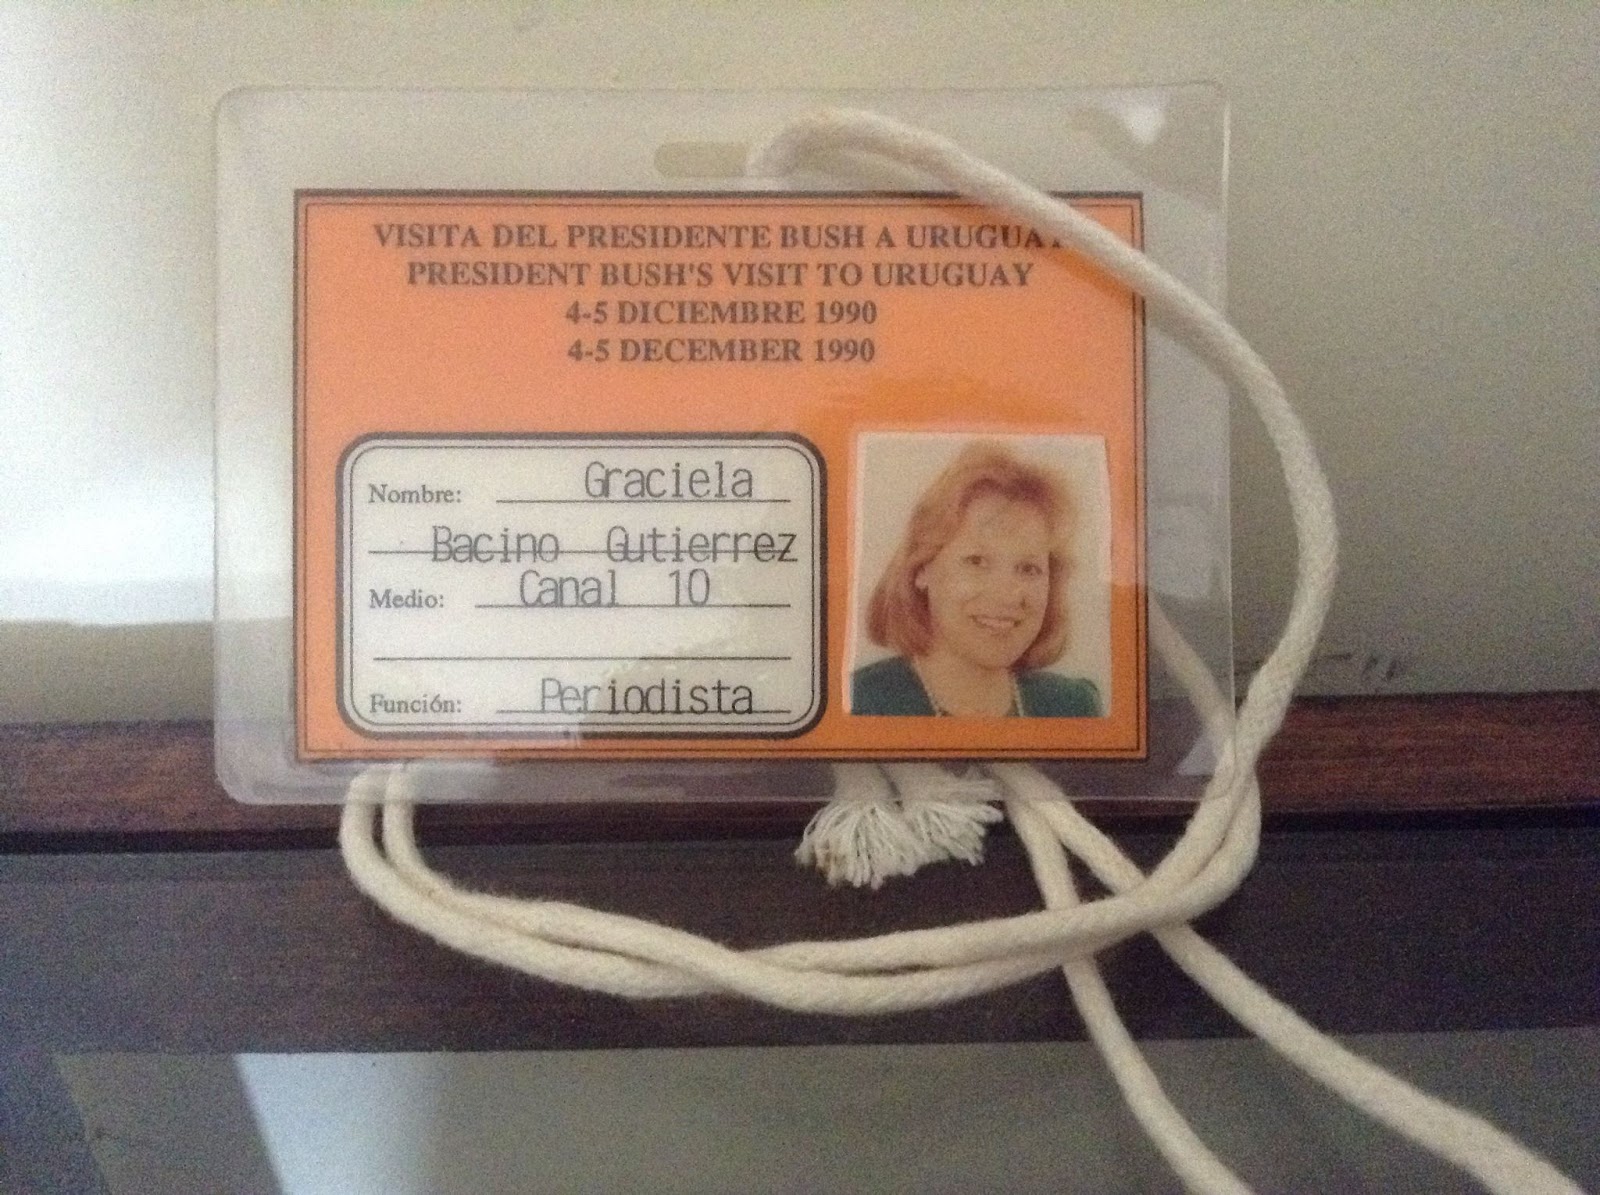 VISITA DEL PRESIDENTE BUSH A URUGUAY
PRESIDENT BUSH'S VISIT TO URUGUAY
4-5 DICIEMBRE 1990
4-5 DECEMBER 1990
Nombre: Graciela
Bacino Gutierrez
Medio: Canal 10
Función: Periodista